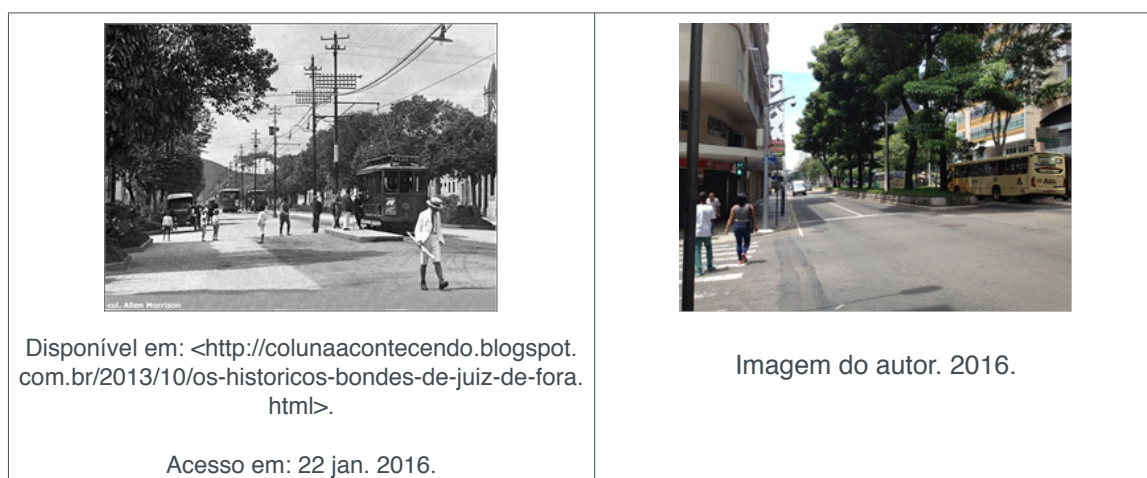 col. Allen Morrison
Disponível em: <http://colunaacontecendo.blogspot.
com.br/2013/10/os-historicos-bondes-de-juiz-de-fora.
html>.
Acesso em: 22 jan. 2016.
Imagem do autor. 2016.